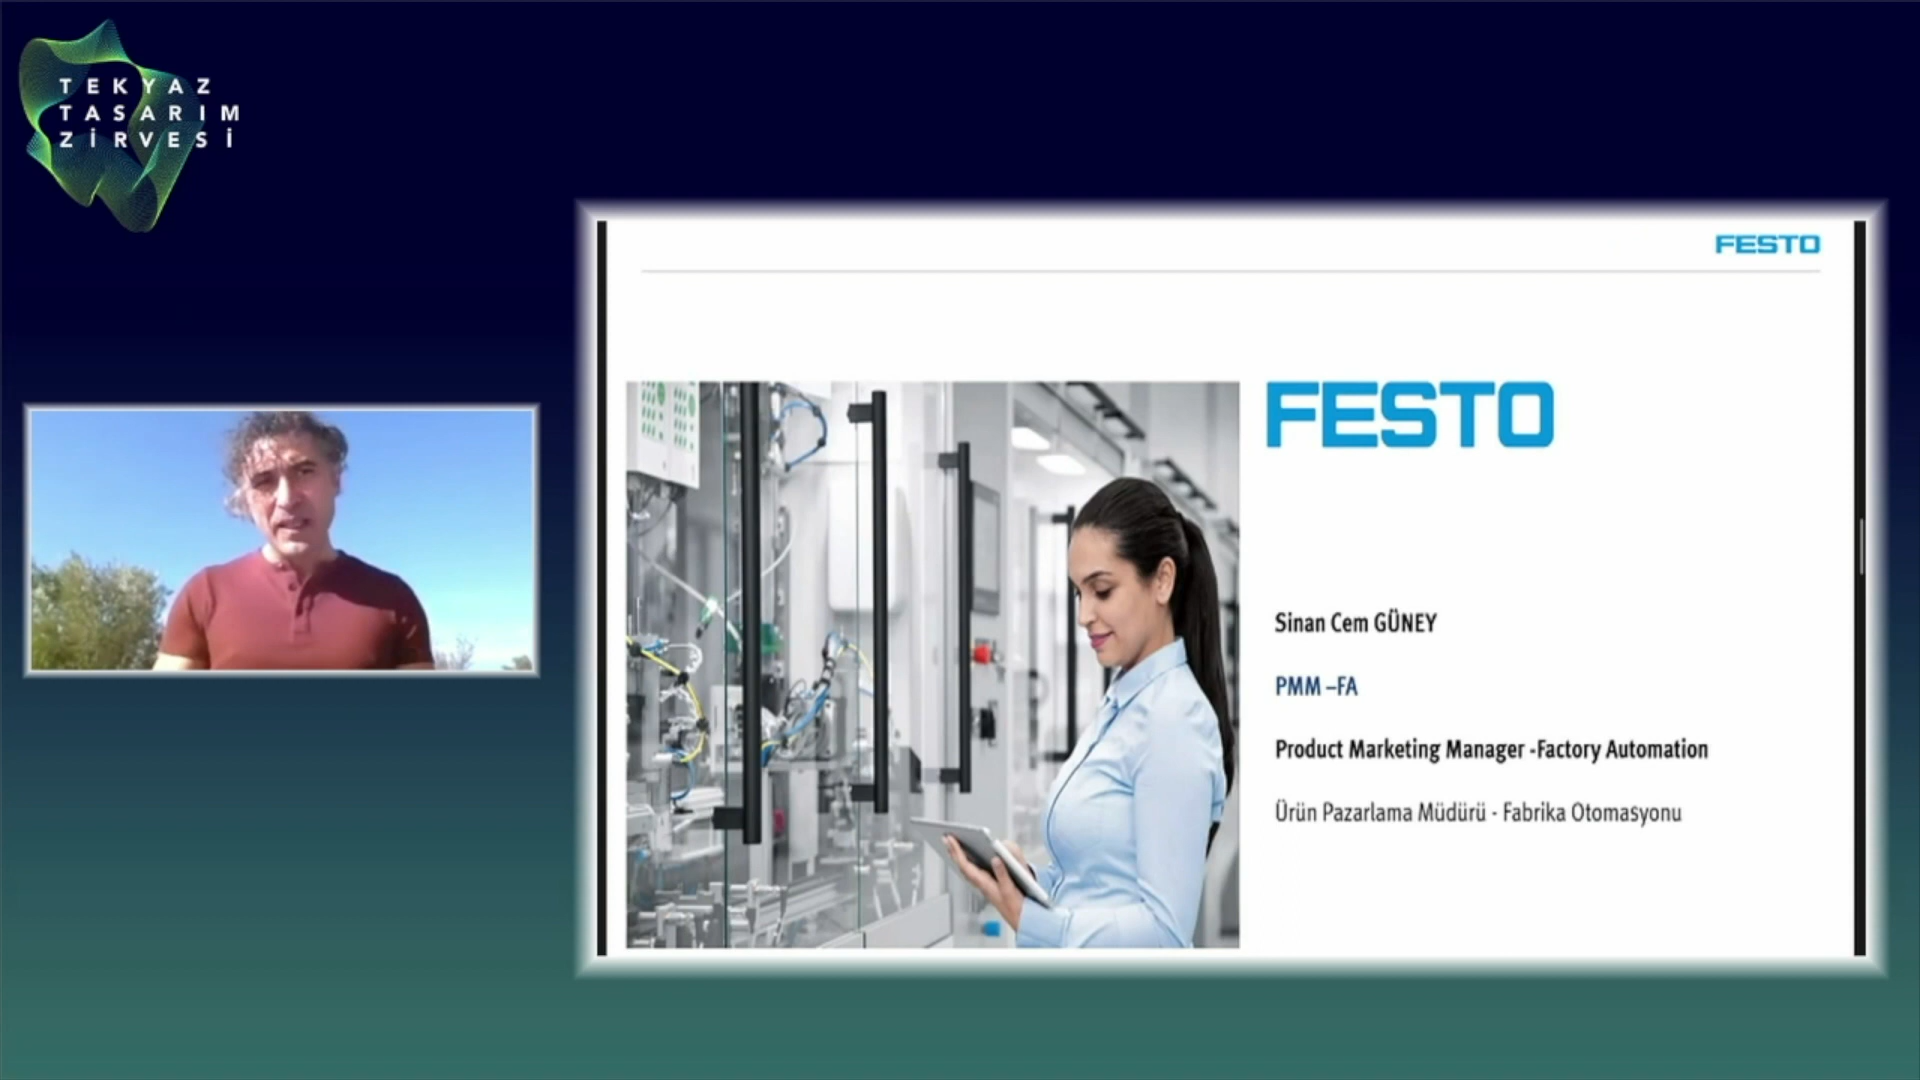 TEKYAZ
TASARIM
ZİRVESİ
FESTO
FESTO
Sinan Cem GÜNEY
PMM –FA
Product Marketing Manager -Factory Automation
Ürün Pazarlama Müdürü - Fabrika Otomasyonu